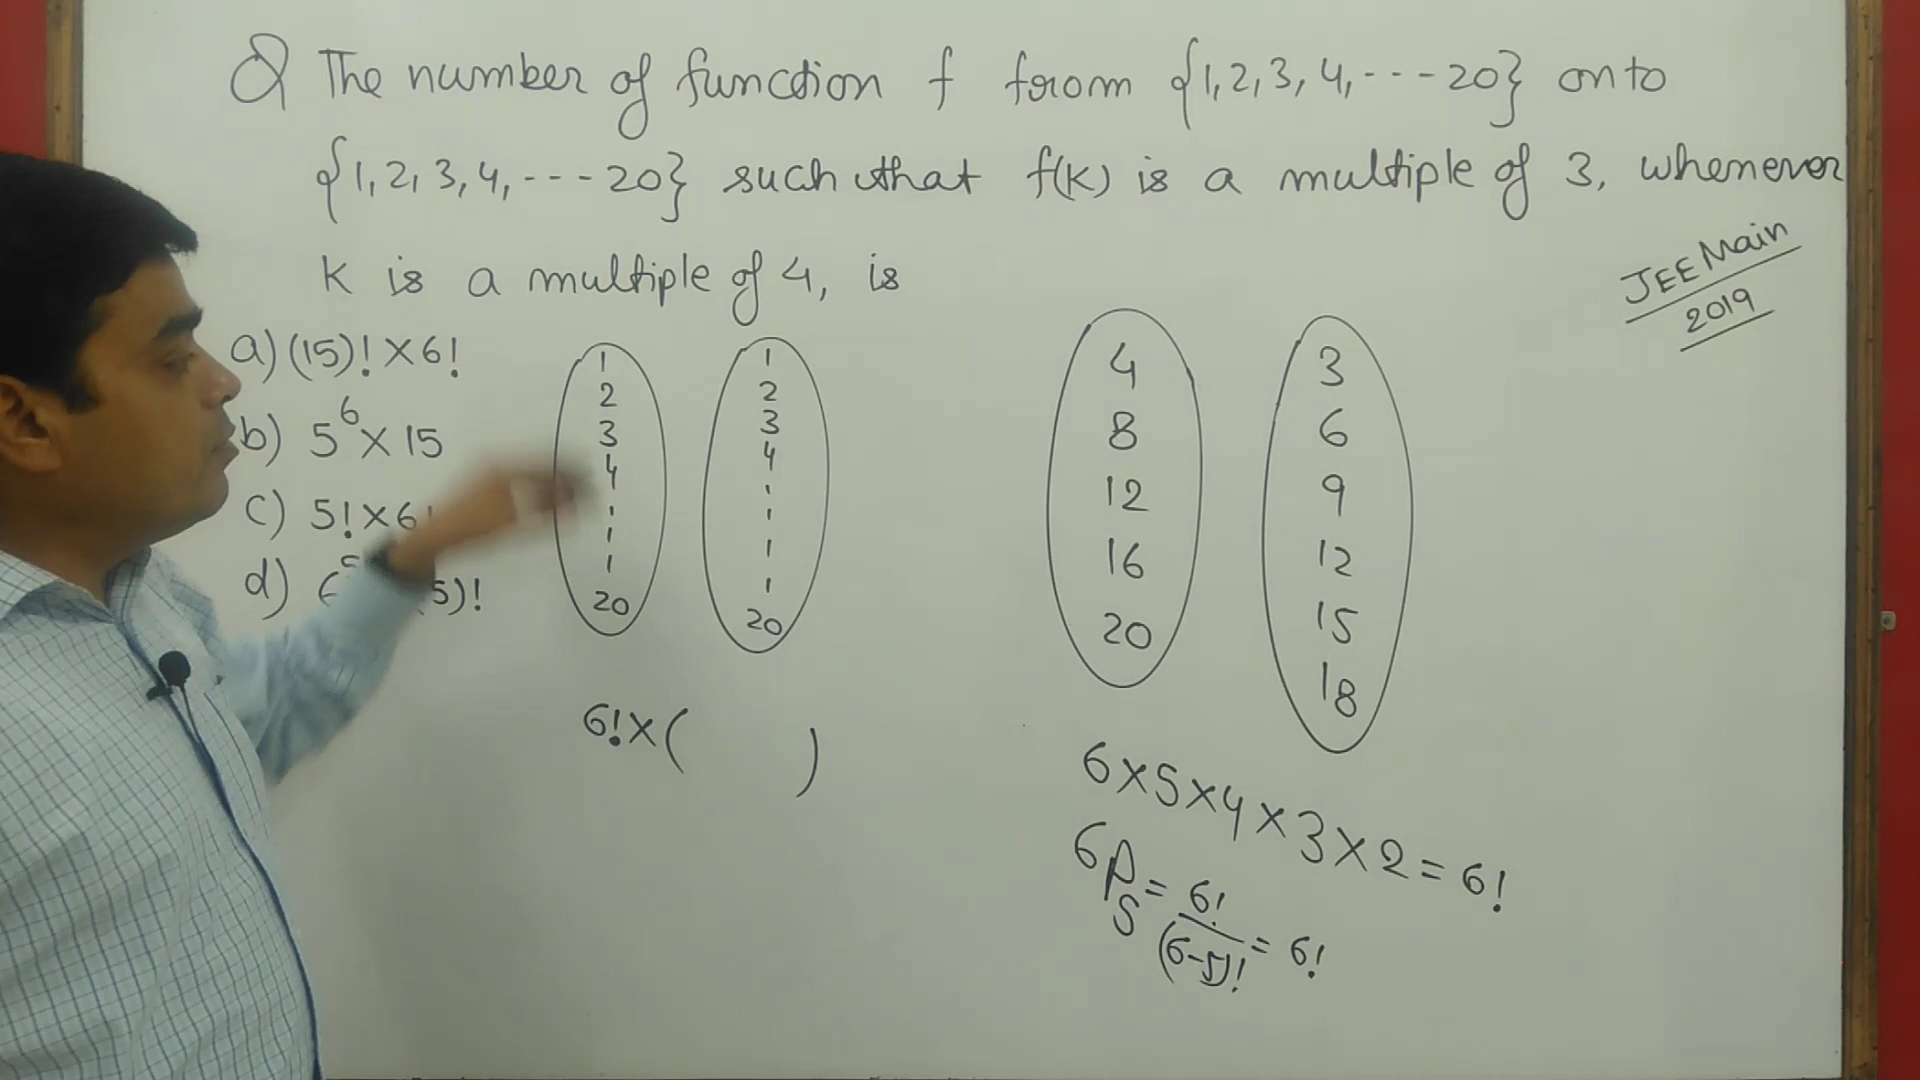 Q The number of function f from {1,2,3,4,---20} onto
{1,2,3,4,---20} such that f(K) is a multiple of 3, whenever
K is a multiple of 4, is
JEE Main
2019
a) (15)! × 6!
b) 5⁶ × 15
c) 5! × 6!
d) 5)!
1
2
3
4
20
1
2
3
4
20
4
8
12
16
20
3
6
9
12
15
18
6! × ( )
6×5×4×3×2 = 6!
6P5 = 6!/(6-5)! = 6!